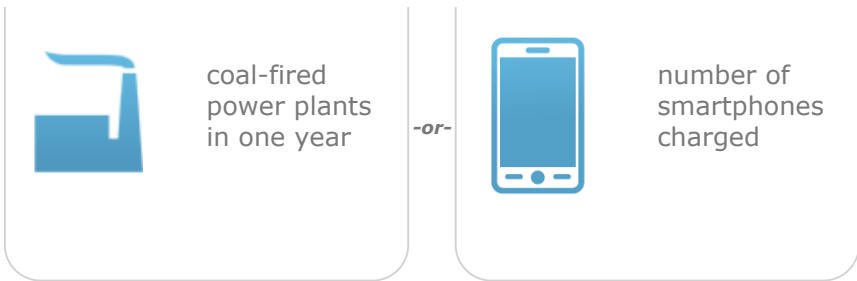 coal-fired
power plants
in one year
-or-
number of
smartphones
charged